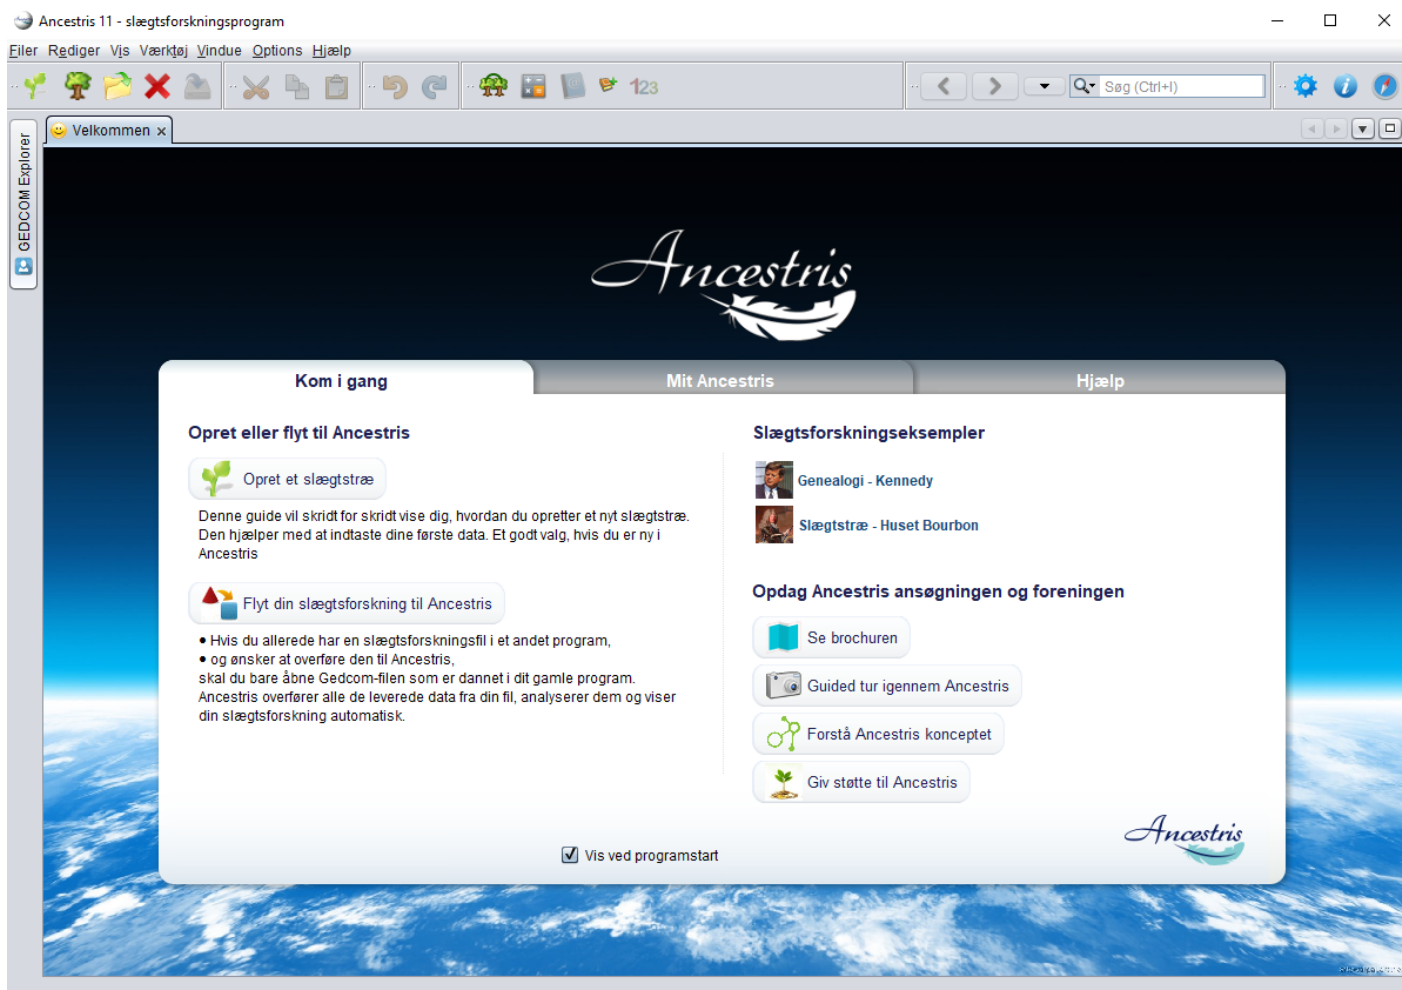 Ancestris 11 - slægtsforskningsprogram
Filer Rediger Vis Værktøj Vindue Options Hjælp
123
Søg (Ctrl+I)
Velkommen
GEDCOM Explorer
Ancestris
Kom i gang
Mit Ancestris
Hjælp
Opret eller flyt til Ancestris
Opret et slægtstræ
Denne guide vil skridt for skridt vise dig, hvordan du opretter et nyt slægtstræ.
Den hjælper med at indtaste dine første data. Et godt valg, hvis du er ny i
Ancestris
Flyt din slægtsforskning til Ancestris
• Hvis du allerede har en slægtsforskningsfil i et andet program,
• og ønsker at overføre den til Ancestris,
skal du bare åbne Gedcom-filen som er dannet i dit gamle program.
Ancestris overfører alle de leverede data fra din fil, analyserer dem og viser
din slægtsforskning automatisk.
Slægtsforskningseksempler
Genealogi - Kennedy
Slægtstræ - Huset Bourbon
Opdag Ancestris ansøgningen og foreningen
Se brochuren
Guided tur igennem Ancestris
Forstå Ancestris konceptet
Giv støtte til Ancestris
Ancestris
Vis ved programstart